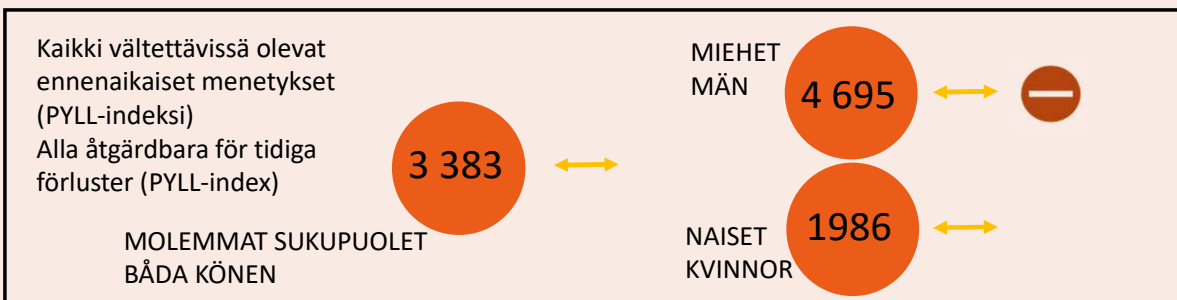 Kaikki vältettävissä olevat
ennenaikaiset menetykset
(PYLL-indeksi)
Alla åtgärdbara för tidiga
förluster (PYLL-index)
3 383
MOLEMMAT SUKUPUOLET
BÅDA KÖNEN
MIEHET
MÄN
4 695
NAISET
KVINNOR
1986